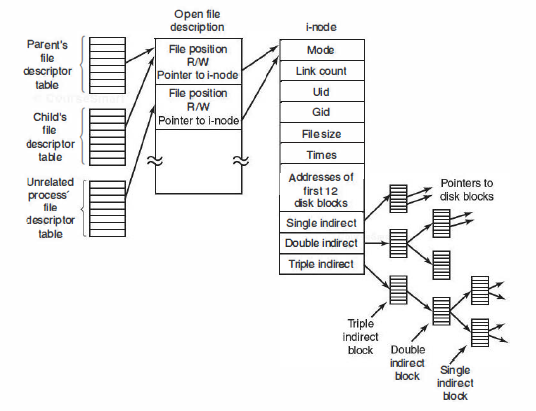 Open file
description
i-node
Parent's
file
descriptor
table
File position
R/W
Pointer to i-node
File position
R/W
Pointer to i-node
Mode
Link count
Uid
Gid
File size
Times
Addresses of
first 12
disk blocks
Single indirect
Double indirect
Triple indirect
Child's
file
descriptor
table
Unrelated
process'
file
descriptor
table
Pointers to
disk blocks
Triple
indirect
block
Double
indirect
block
Single
indirect
block